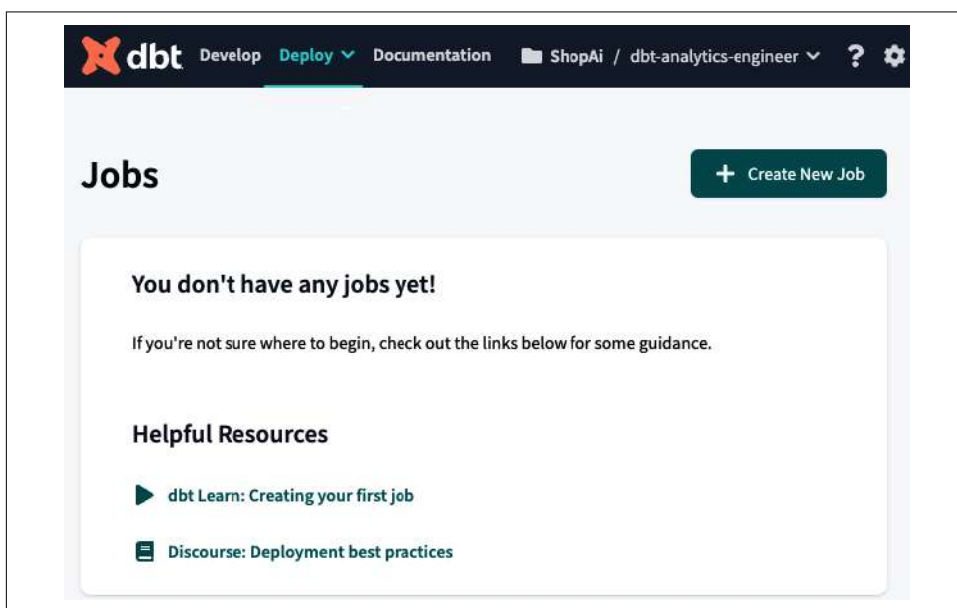 dbt Develop Deploy Documentation ShopAi / dbt-analytics-engineer ?
Jobs
+ Create New Job
You don't have any jobs yet!
If you're not sure where to begin, check out the links below for some guidance.
Helpful Resources
dbt Learn: Creating your first job
Discourse: Deployment best practices